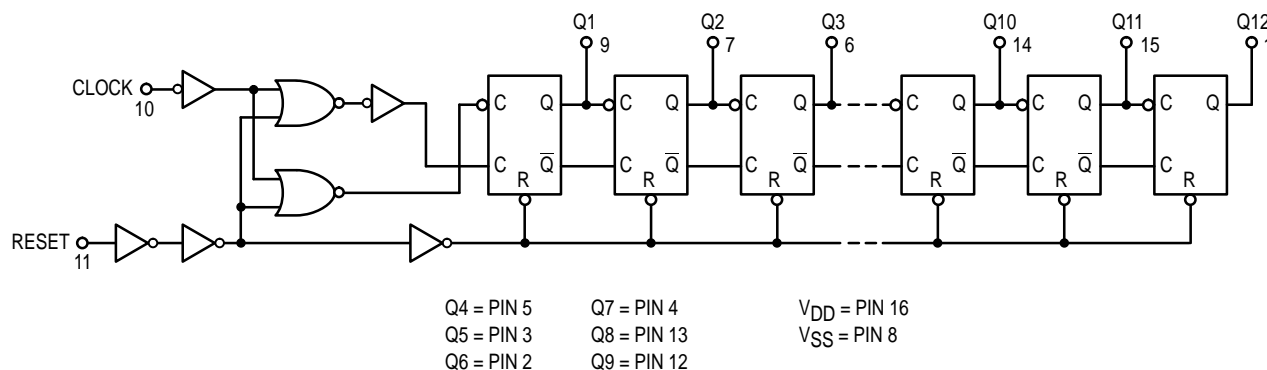 Q1 Q2 Q3 Q10 Q11 Q12
9 7 6 14 15
CLOCK
10
C Q C Q C Q C Q C Q C Q
C Q̅ C Q̅ C Q̅ C Q̅ C Q̅ C
R R R R R R
RESET
11
Q4 = PIN 5 Q7 = PIN 4 VDD = PIN 16
Q5 = PIN 3 Q8 = PIN 13 VSS = PIN 8
Q6 = PIN 2 Q9 = PIN 12